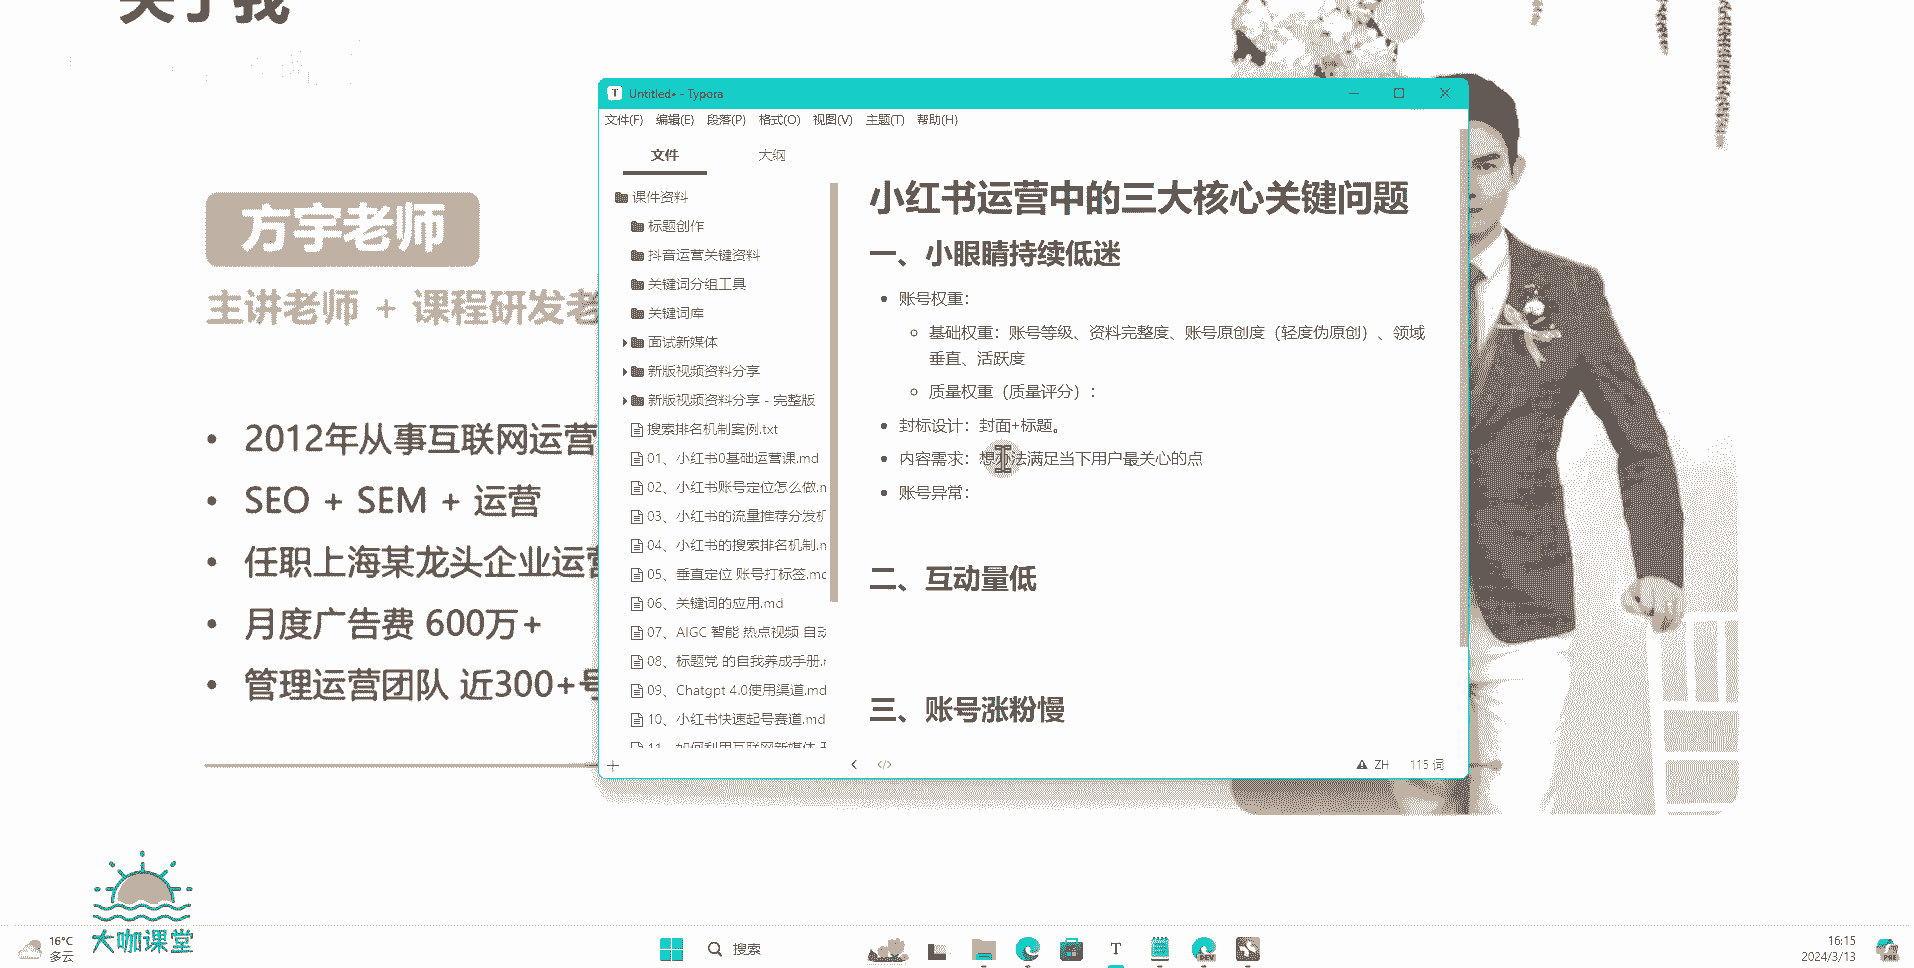 关于我
方宇老师
主讲老师 + 课程研发老
• 2012年从事互联网运营
• SEO + SEM + 运营
• 任职上海某龙头企业运营
• 月度广告费 600万+
• 管理运营团队 近300+号
Untitled• - Typora
文件(F) 编辑(E) 段落(P) 格式(O) 视图(V) 主题(T) 帮助(H)
文件 大纲
课件资料
标题创作
抖音运营关键资料
关键词分组工具
关键词库
面试新媒体
新版视频资料分享
新版视频资料分享 - 完整版
搜索排名机制案例.txt
01、小红书0基础运营课.md
02、小红书账号定位怎么做.m
03、小红书的流量推荐分发机
04、小红书的搜索排名机制.m
05、垂直定位 账号打标签.md
06、关键词的应用.md
07、AIGC 智能 热点视频 自动
08、标题党 的自我养成手册.m
09、Chatgpt 4.0使用渠道.md
10、小红书快速起号赛道.md
11、如何利用互联网新媒体
小红书运营中的三大核心关键问题
一、小眼睛持续低迷
• 账号权重：
基础权重：账号等级、资料完整度、账号原创度（轻度伪原创）、领域
垂直、活跃度
质量权重（质量评分）：
• 封标设计：封面+标题。
• 内容需求：想办法满足当下用户最关心的点
• 账号异常：
二、互动量低
三、账号涨粉慢
ZH 115 词
大咖课堂
16°C
多云
搜索
T
DEV
16:15
2024/3/13
PRE